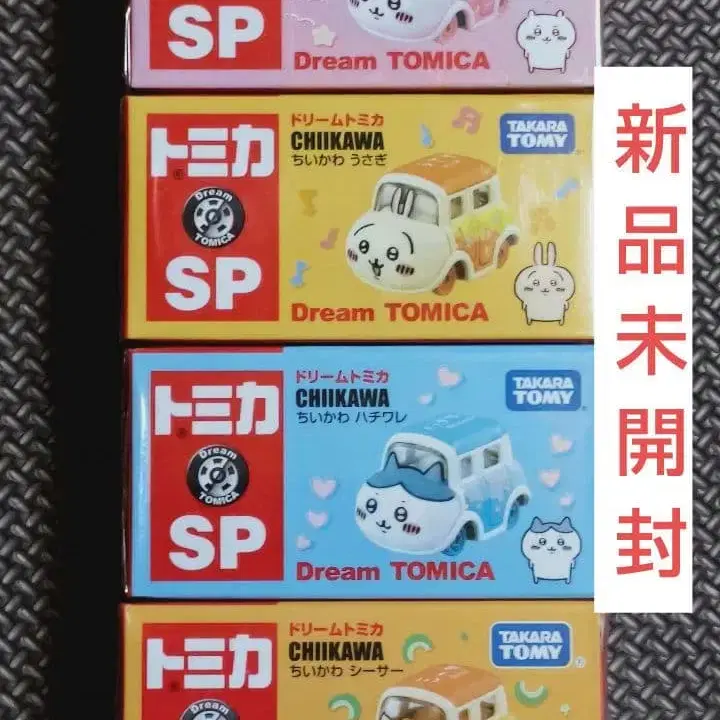 SP
Dream TOMICA
トミカ
Dream
TOMICA
SP
ドリームトミカ
CHIIKAWA
ちいかわ うさぎ
TAKARA
TOMY
Dream TOMICA
トミカ
Dream
TOMICA
SP
ドリームトミカ
CHIIKAWA
ちいかわ ハチワレ
TAKARA
TOMY
Dream TOMICA
トミカ
Dream
SP
ドリームトミカ
CHIIKAWA
ちいかわ シーサー
TAKARA
TOMY
新品未開封